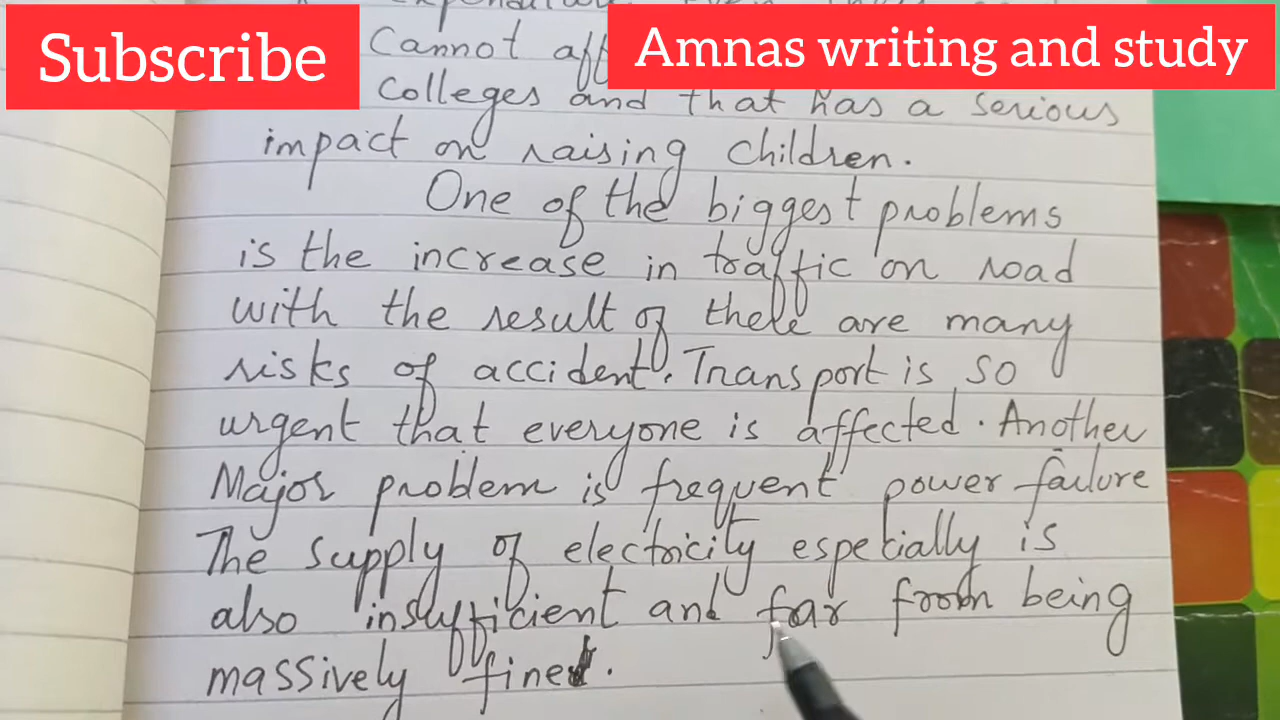 Subscribe
Amnas writing and study
Cannot aff
Colleges and that has a serious
impact on raising children.
One of the biggest problems
is the increase in traffic on road
with the result of there are many
risks of accident. Transport is so
urgent that everyone is affected. Another
Major problem is frequent power failure
The supply of electricity especially is
also insufficient and far from being
massively fine.